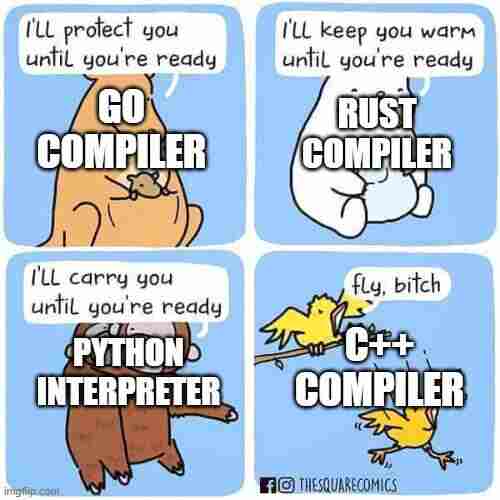 I'll protect you
until you're ready
GO
COMPILER
I'll keep you warm
until you're ready
RUST
COMPILER
I'll carry you
until you're ready
PYTHON
INTERPRETER
fly, bitch
C++
COMPILER
imgflip.com
THESQUARECOMICS